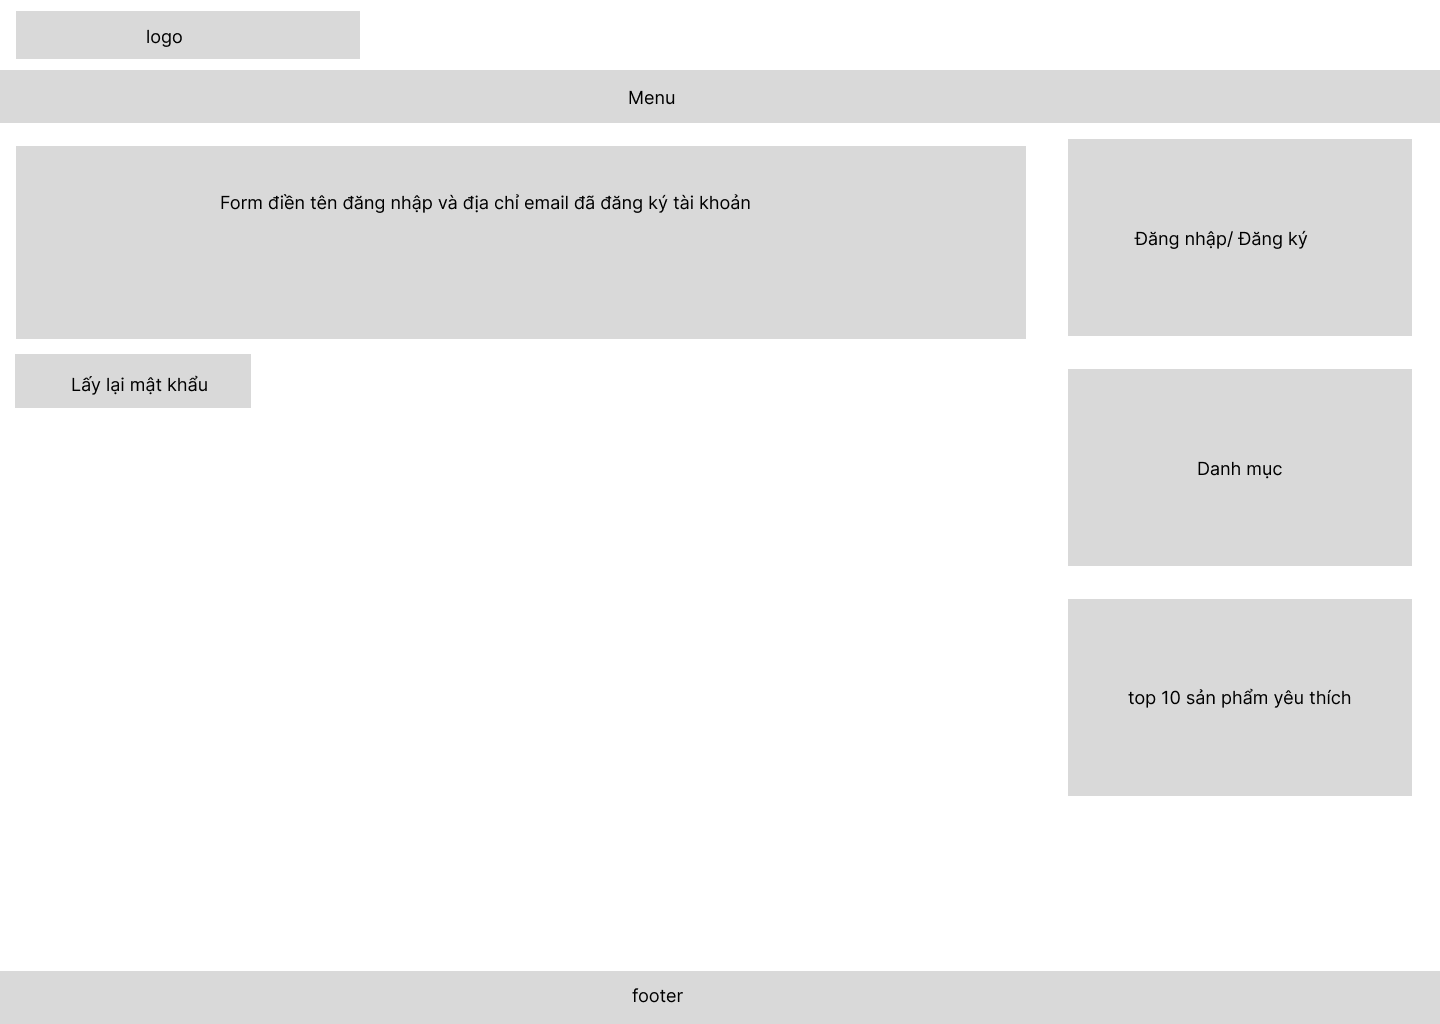 logo
Menu
Form điền tên đăng nhập và địa chỉ email đã đăng ký tài khoản
Đăng nhập/ Đăng ký
Lấy lại mật khẩu
Danh mục
top 10 sản phẩm yêu thích
footer